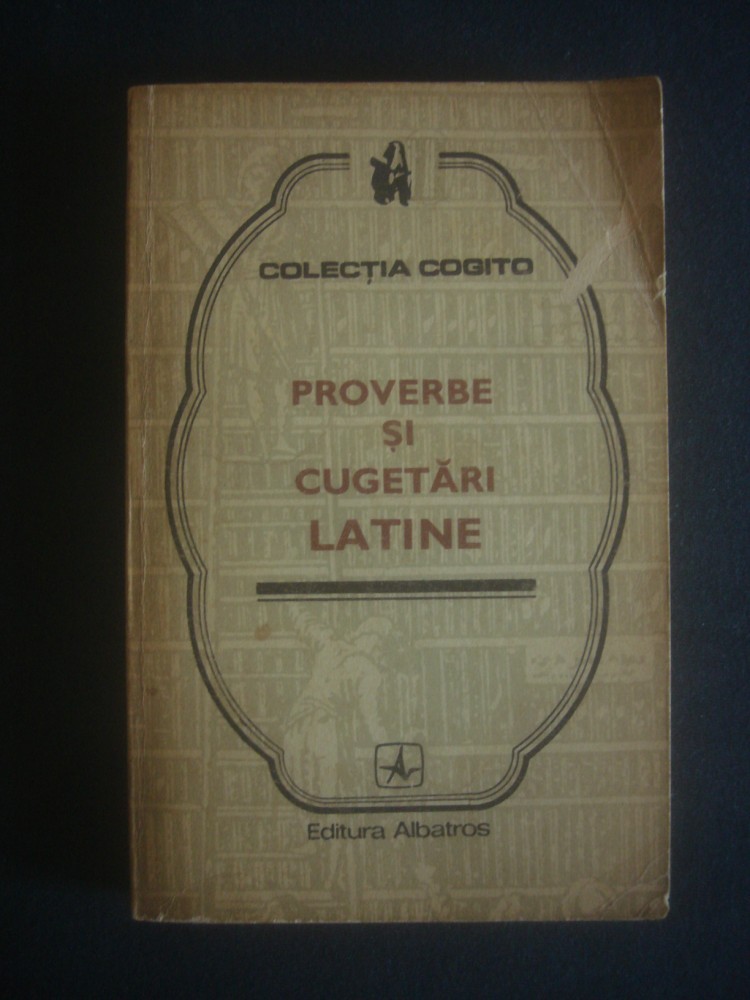 COLECȚIA COGITO
PROVERBE
ȘI
CUGETĂRI
LATINE
Editura Albatros